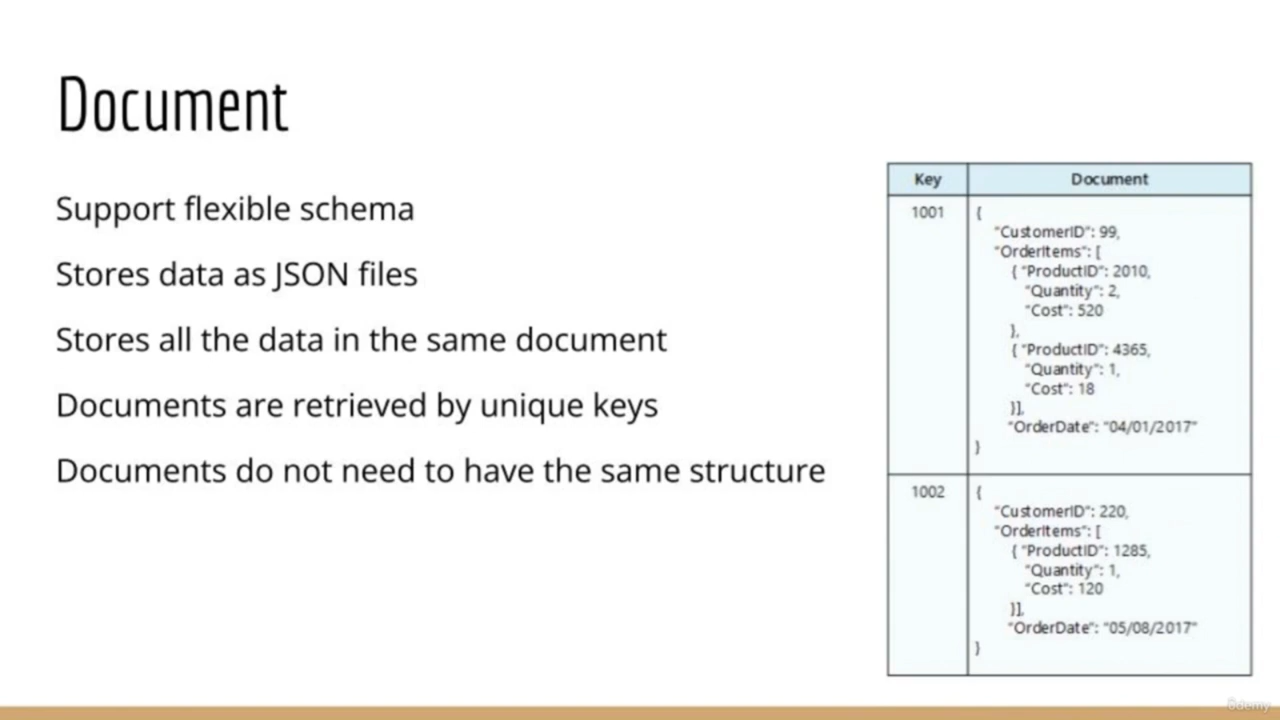 Document
Support flexible schema
Stores data as JSON files
Stores all the data in the same document
Documents are retrieved by unique keys
Documents do not need to have the same structure
Key Document
1001 {
"CustomerID": 99,
"OrderItems": [
{ "ProductID": 2010,
"Quantity": 2,
"Cost": 520
},
{ "ProductID": 4365,
"Quantity": 1,
"Cost": 18
}],
"OrderDate": "04/01/2017"
}
1002 {
"CustomerID": 220,
"OrderItems": [
{ "ProductID": 1285,
"Quantity": 1,
"Cost": 120
}],
"OrderDate": "05/08/2017"
}
ûdemy